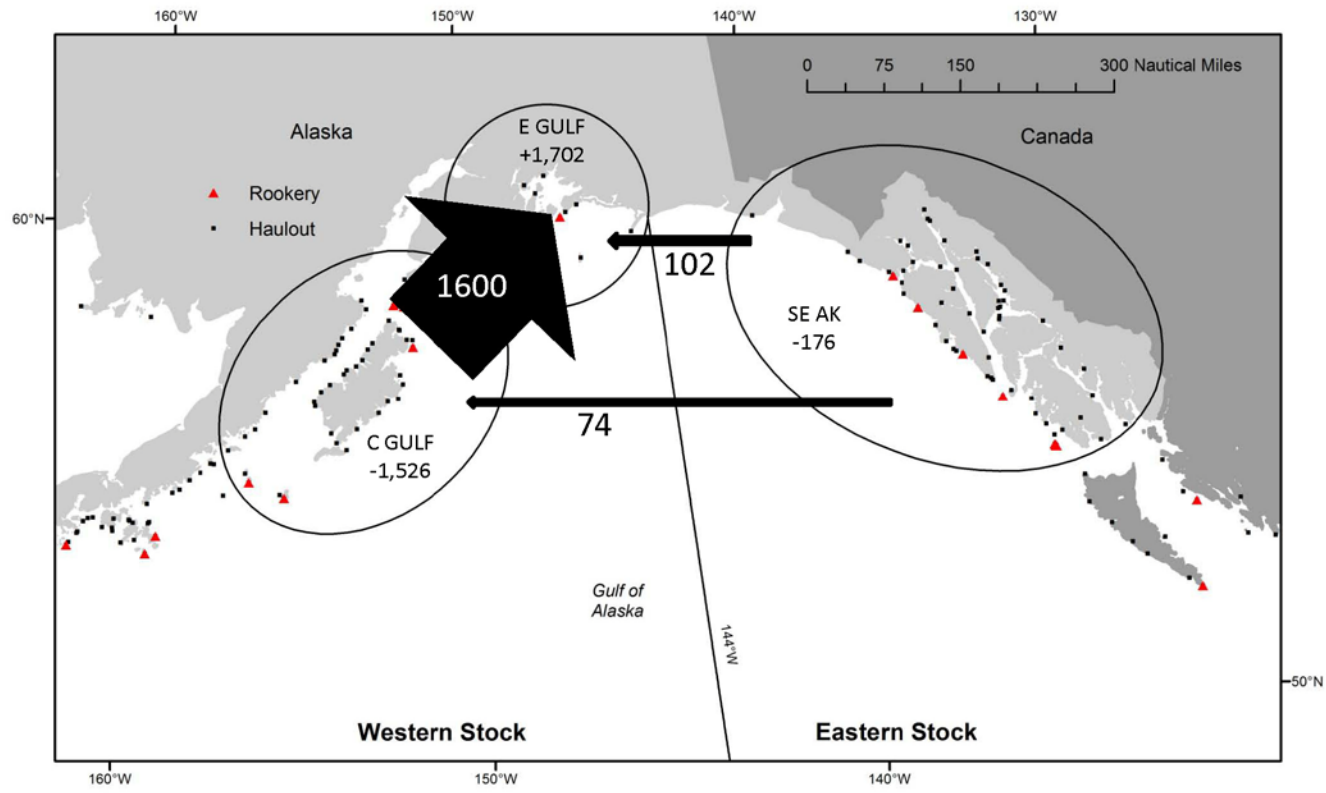 160°W
150°W
140°W
130°W
0 75 150 300 Nautical Miles
E GULF
+1,702
Alaska
Canada
Rookery
60°N
Haulout
102
1600
SE AK
-176
74
C GULF
-1,526
Gulf of
Alaska
144°W
50°N
Western Stock
Eastern Stock
160°W
150°W
140°W